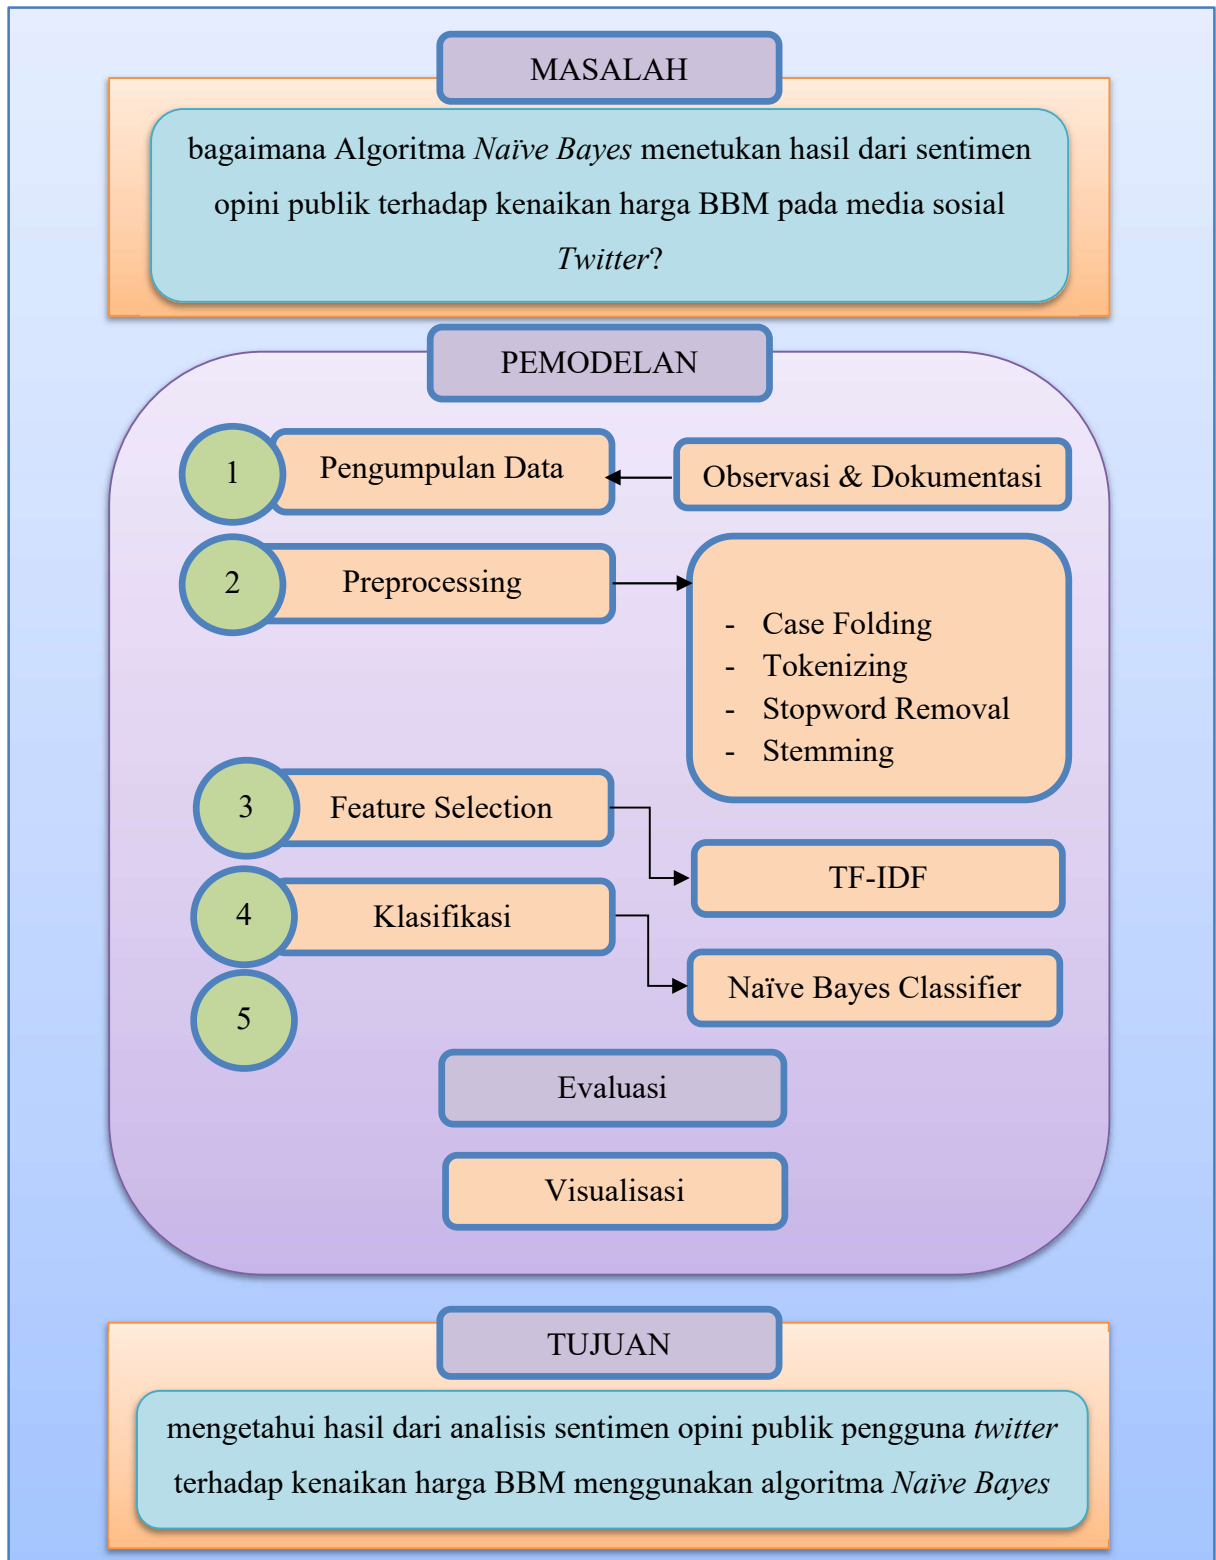 MASALAH
bagaimana Algoritma Naïve Bayes menetukan hasil dari sentimen
opini publik terhadap kenaikan harga BBM pada media sosial
Twitter?
PEMODELAN
1
Pengumpulan Data
Observasi & Dokumentasi
2
Preprocessing
- Case Folding
- Tokenizing
- Stopword Removal
- Stemming
3
Feature Selection
TF-IDF
4
Klasifikasi
Naïve Bayes Classifier
5
Evaluasi
Visualisasi
TUJUAN
mengetahui hasil dari analisis sentimen opini publik pengguna twitter
terhadap kenaikan harga BBM menggunakan algoritma Naïve Bayes